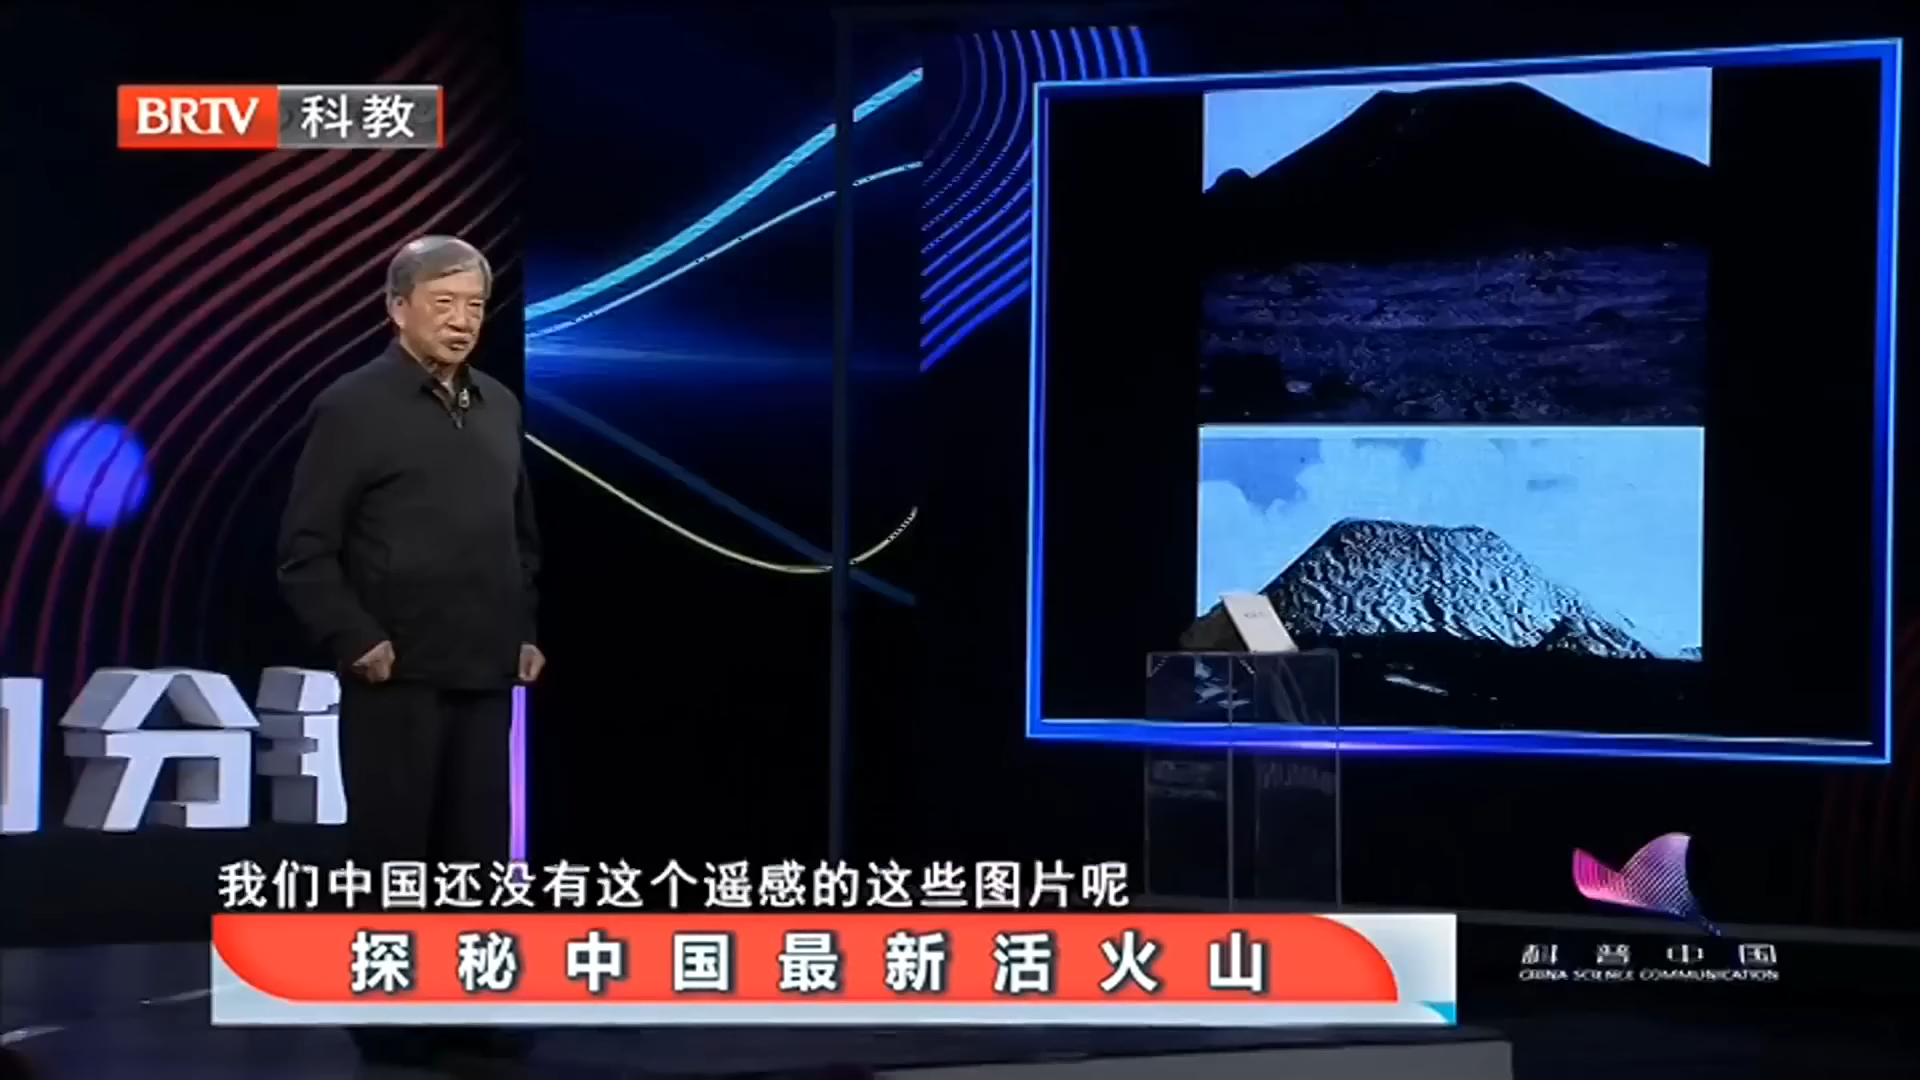 BRTV 科教
分
我们中国还没有这个遥感的这些图片呢
探秘中国最新活火山
科普中国
CHINA SCIENCE COMMUNICATION